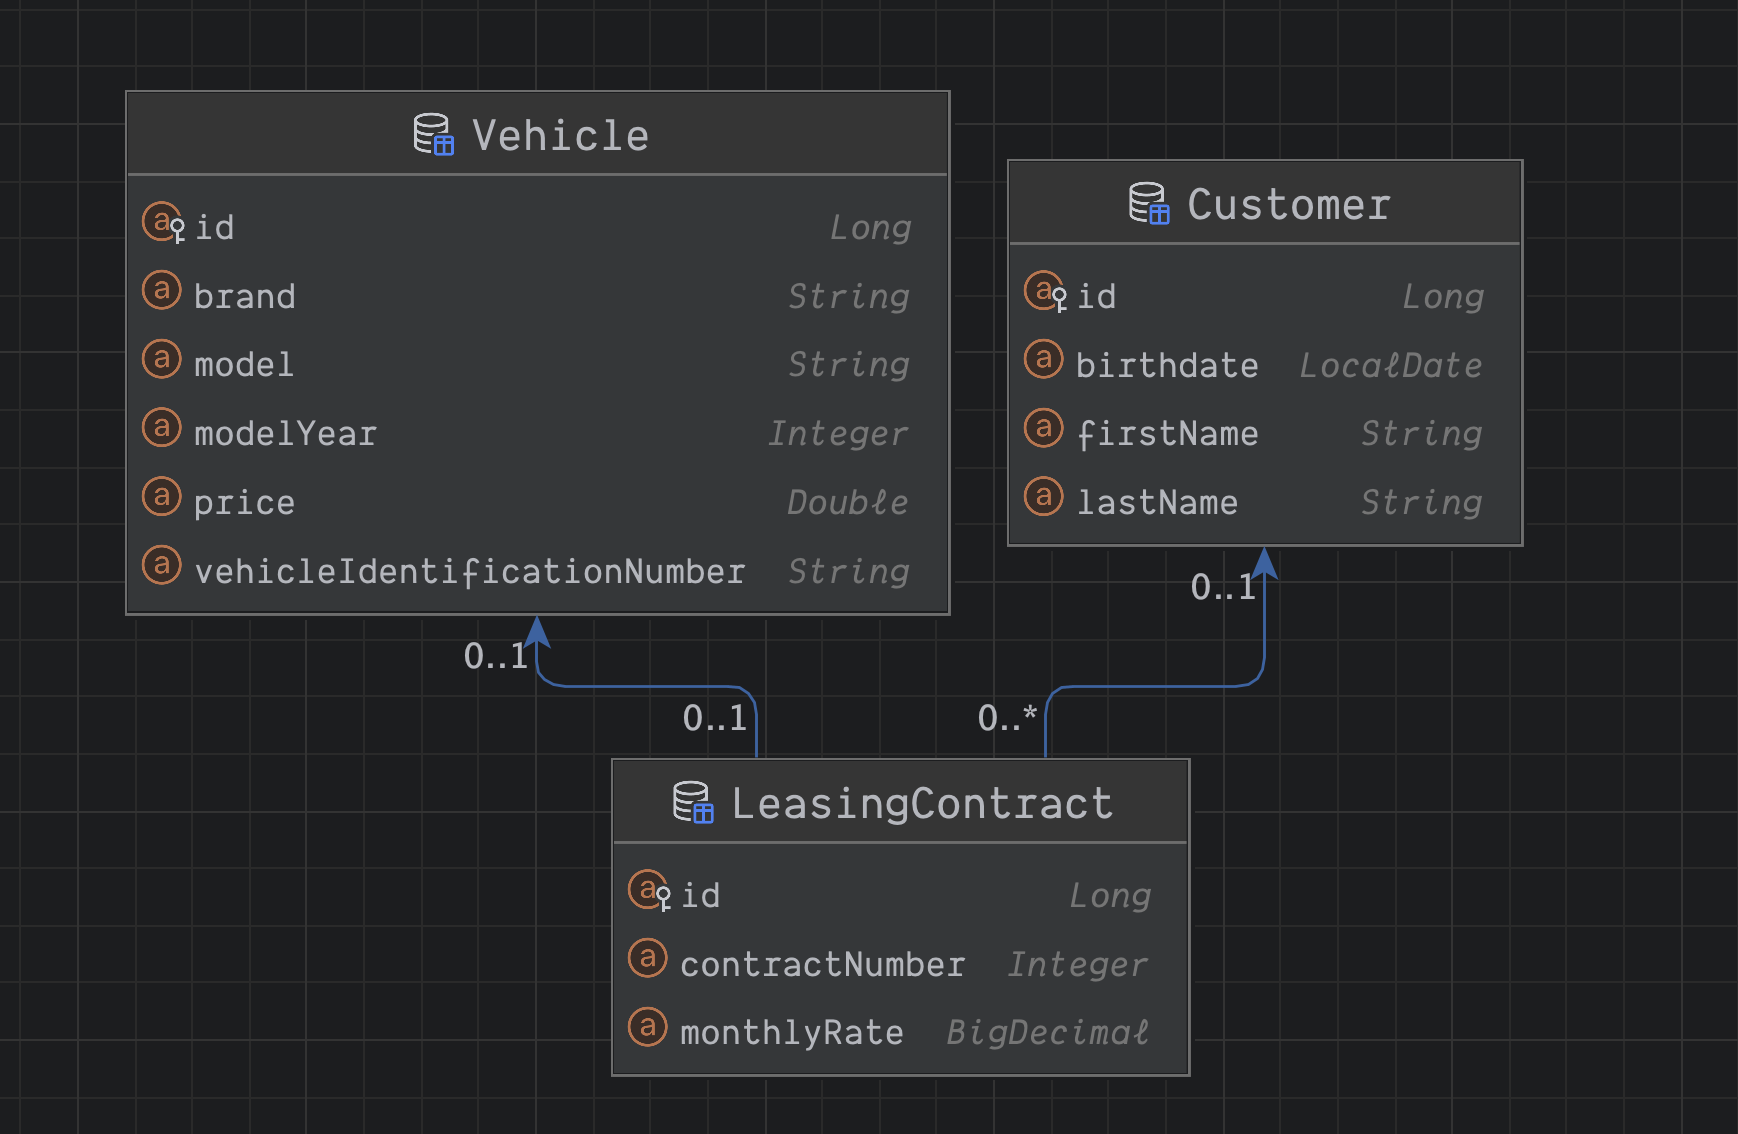 Vehicle
id Long
brand String
model String
modelYear Integer
price Double
vehicleIdentificationNumber String
Customer
id Long
birthdate LocalDate
firstName String
lastName String
0..1
0..1
0..1
0..*
LeasingContract
id Long
contractNumber Integer
monthlyRate BigDecimal